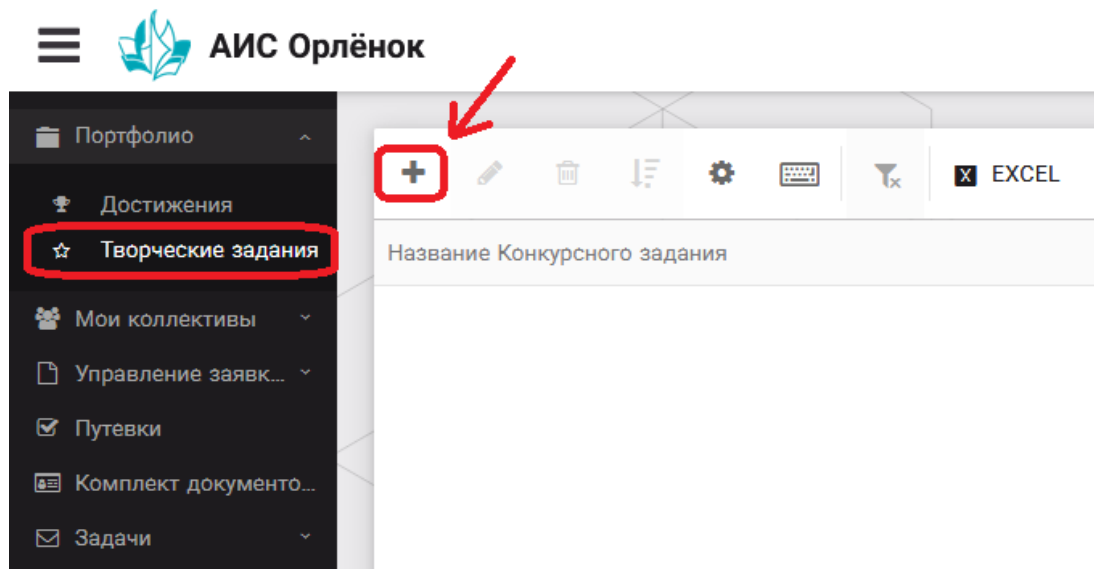 АИС Орлёнок
Портфолио
Достижения
Творческие задания
Мои коллективы
Управление заявк...
Путевки
Комплект документо...
Задачи
X EXCEL
Название Конкурсного задания